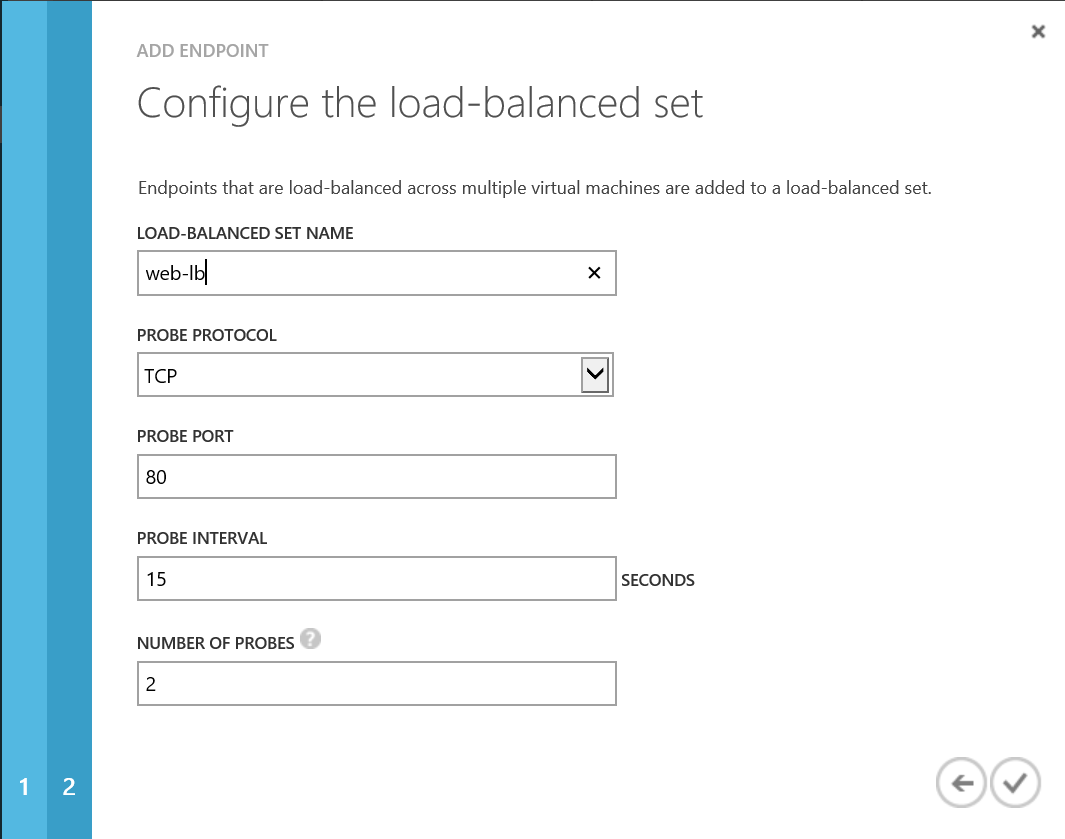 ADD ENDPOINT
Configure the load-balanced set
Endpoints that are load-balanced across multiple virtual machines are added to a load-balanced set.
LOAD-BALANCED SET NAME
web-lb
PROBE PROTOCOL
TCP
PROBE PORT
80
PROBE INTERVAL
15 SECONDS
NUMBER OF PROBES ?
2
1 2